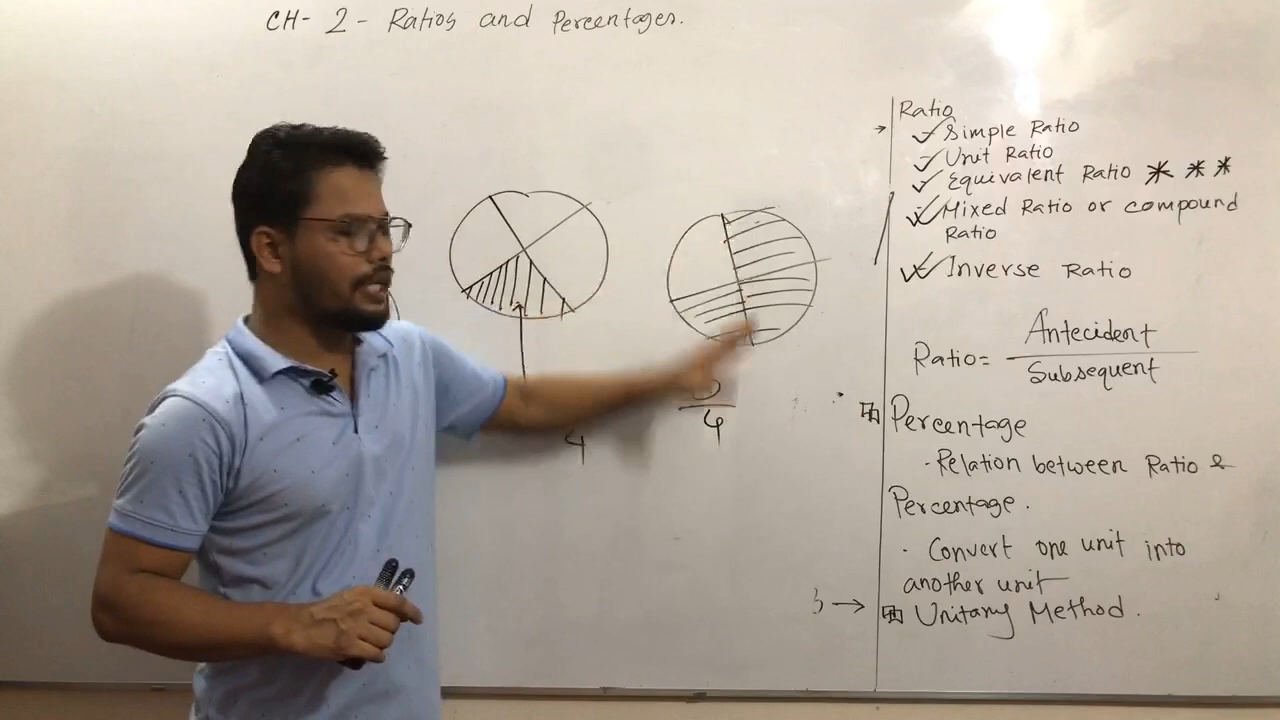 CH- 2 - Ratios and Percentages.
Ratio
Simple Ratio
Unit Ratio
Equivalent Ratio * * *
Mixed Ratio or compound
Ratio
Inverse Ratio
Ratio = Antecident
Subsequent
Percentage
· Relation between Ratio &
Percentage.
· Convert one unit into
another unit
Unitary Method.
4
4